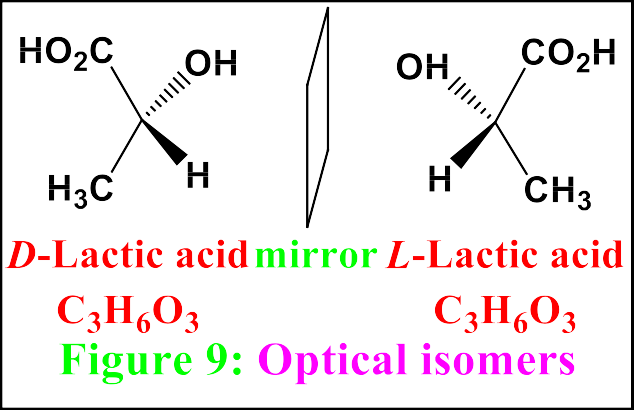 HO₂C OH OH CO₂H
H₃C H H CH₃
D-Lactic acid mirror L-Lactic acid
C₃H₆O₃ C₃H₆O₃
Figure 9: Optical isomers